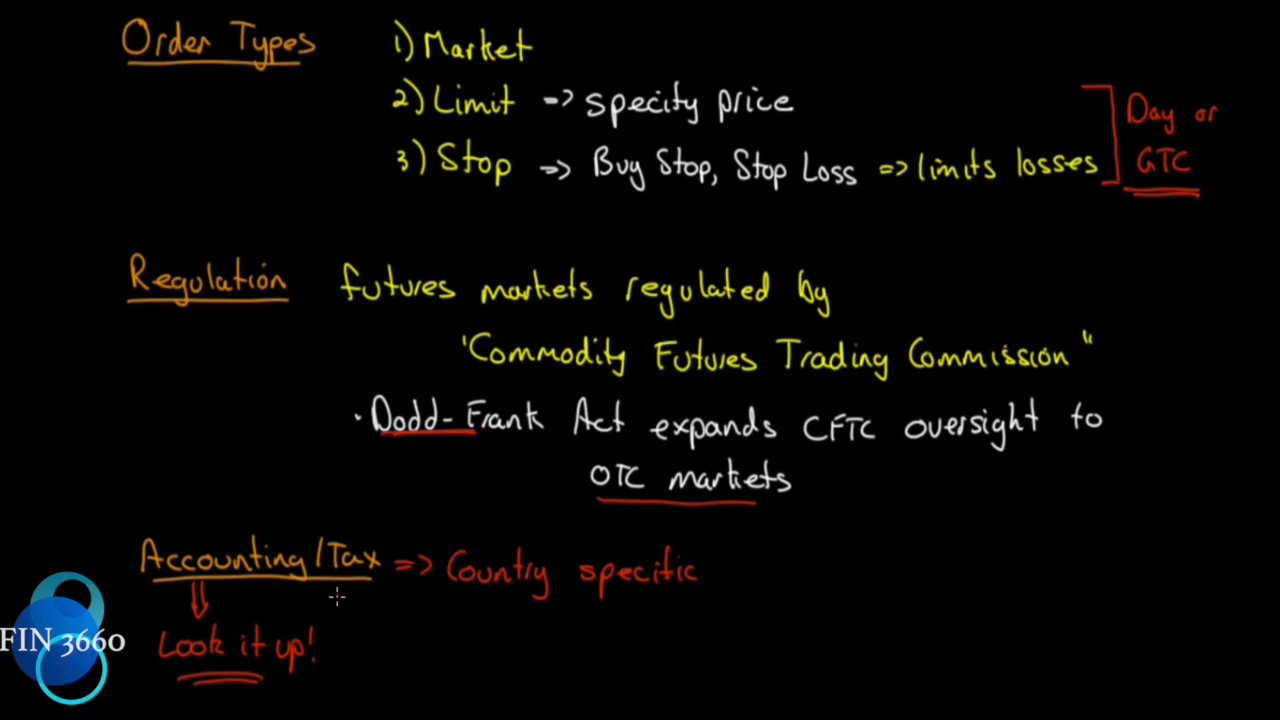 Order Types
1) Market
2) Limit => specify price
3) Stop => Buy Stop, Stop Loss => limits losses
Day or
GTC
Regulation futures markets regulated by
'Commodity Futures Trading Commission"
• Dodd-Frank Act expands CFTC oversight to
OTC markets
Accounting/Tax => Country specific
Look it up!
FIN 3660